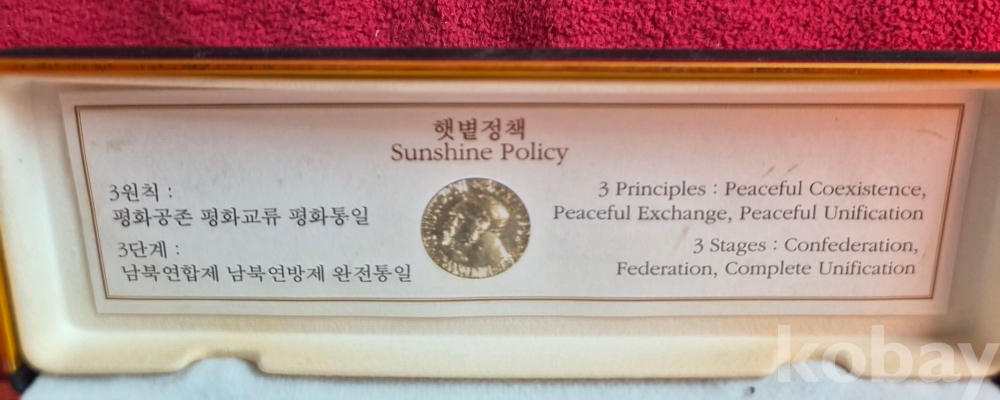 햇볕정책
Sunshine Policy
3원칙 :
평화공존 평화교류 평화통일
3단계 :
남북연합제 남북연방제 완전통일
3 Principles : Peaceful Coexistence,
Peaceful Exchange, Peaceful Unification
3 Stages : Confederation,
Federation, Complete Unification
kobay